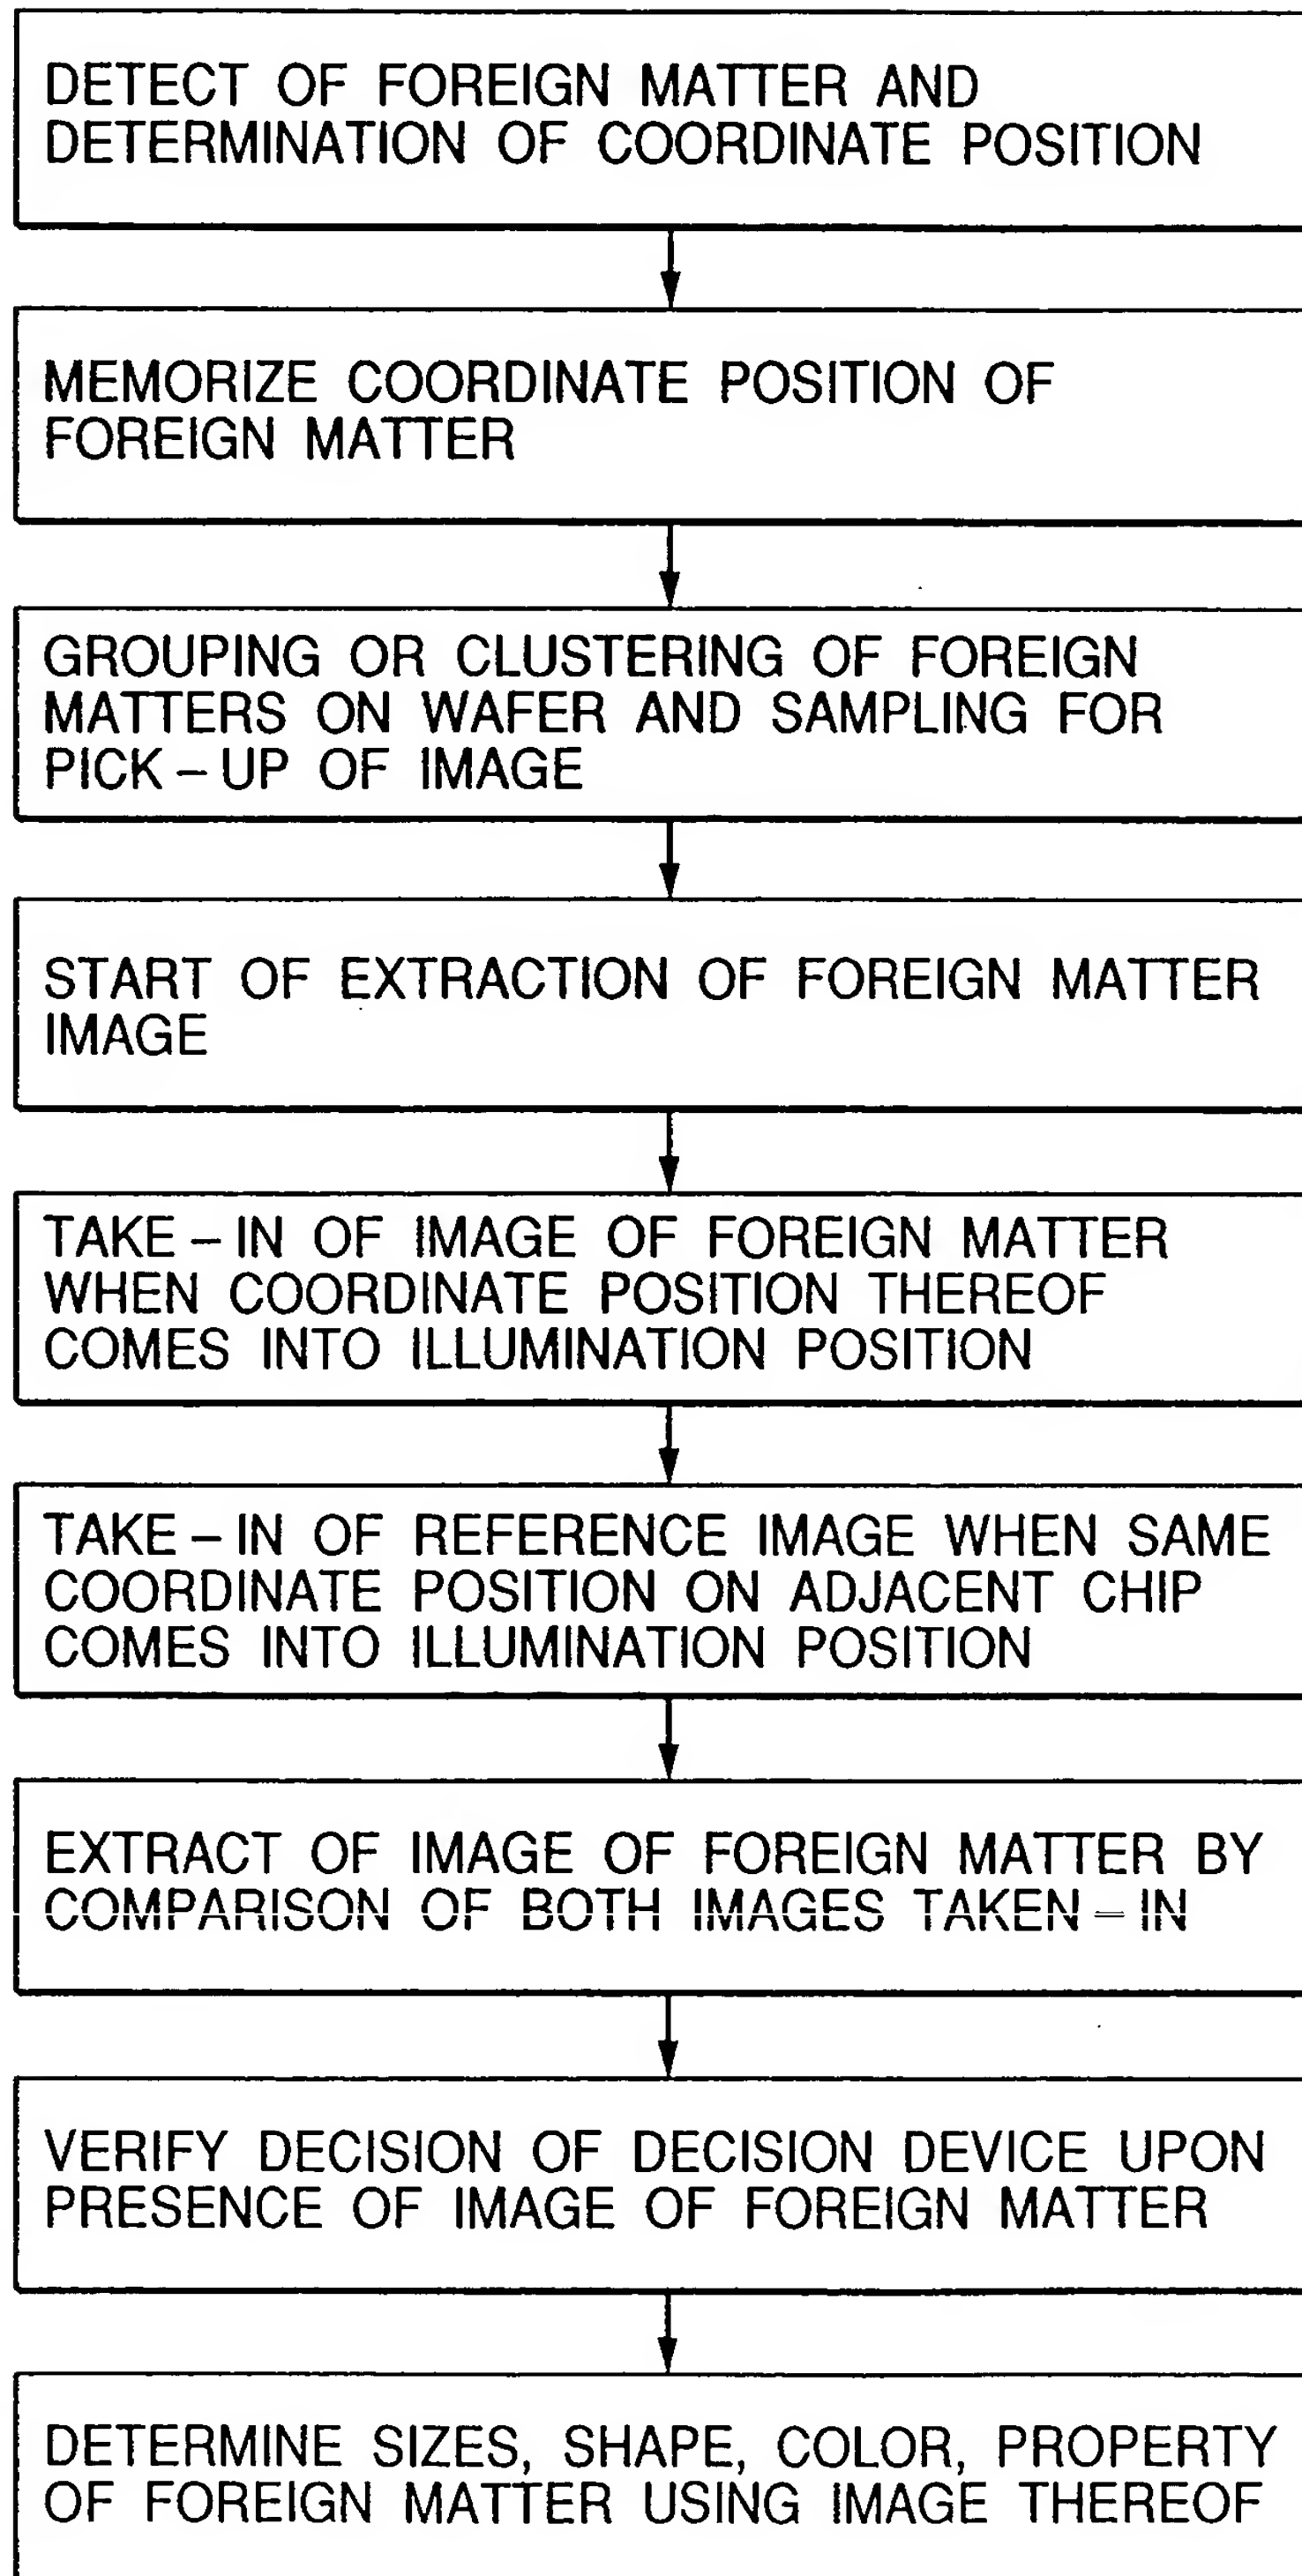 DETECT OF FOREIGN MATTER AND
DETERMINATION OF COORDINATE POSITION
MEMORIZE COORDINATE POSITION OF
FOREIGN MATTER
GROUPING OR CLUSTERING OF FOREIGN
MATTERS ON WAFER AND SAMPLING FOR
PICK-UP OF IMAGE
START OF EXTRACTION OF FOREIGN MATTER
IMAGE
TAKE-IN OF IMAGE OF FOREIGN MATTER
WHEN COORDINATE POSITION THEREOF
COMES INTO ILLUMINATION POSITION
TAKE-IN OF REFERENCE IMAGE WHEN SAME
COORDINATE POSITION ON ADJACENT CHIP
COMES INTO ILLUMINATION POSITION
EXTRACT OF IMAGE OF FOREIGN MATTER BY
COMPARISON OF BOTH IMAGES TAKEN-IN
VERIFY DECISION OF DECISION DEVICE UPON
PRESENCE OF IMAGE OF FOREIGN MATTER
DETERMINE SIZES, SHAPE, COLOR, PROPERTY
OF FOREIGN MATTER USING IMAGE THEREOF